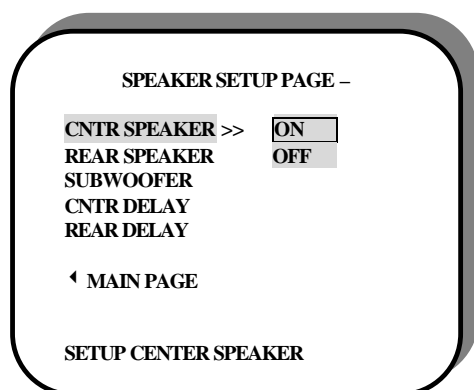 SPEAKER SETUP PAGE –
CNTR SPEAKER >> ON
REAR SPEAKER OFF
SUBWOOFER
CNTR DELAY
REAR DELAY
MAIN PAGE
SETUP CENTER SPEAKER